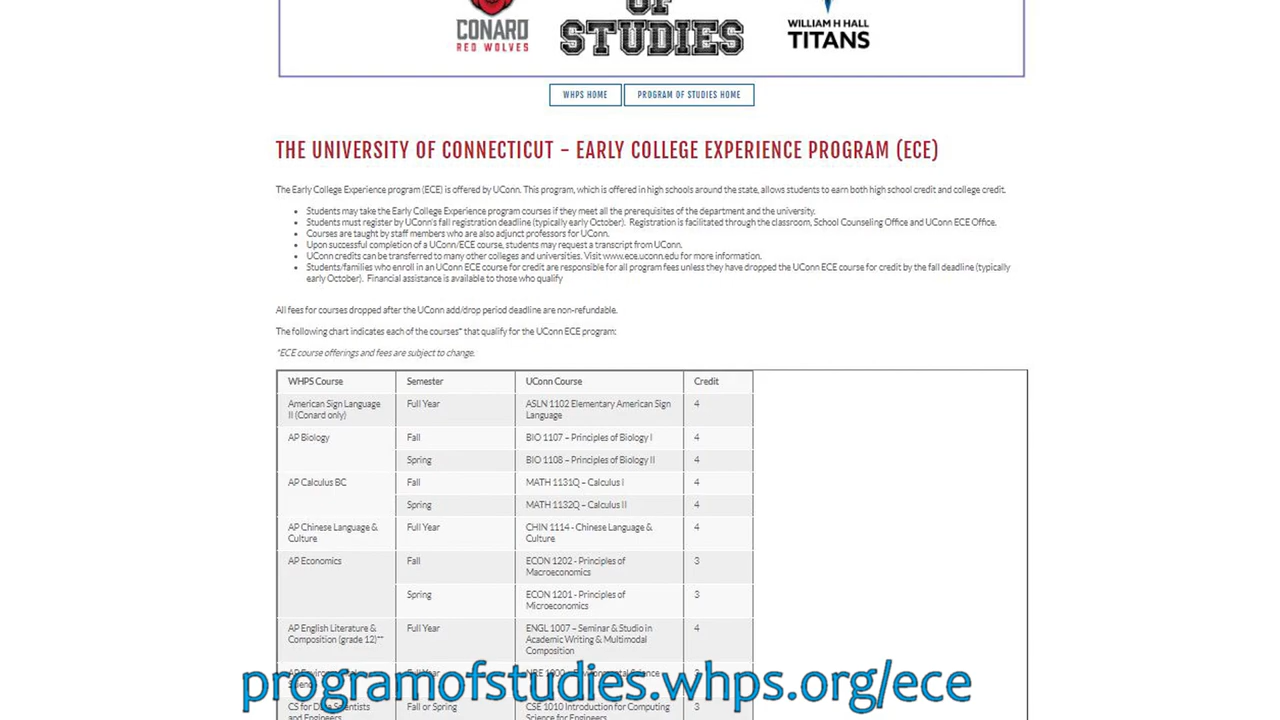 CONARD
RED WOLVES
OF
STUDIES
WILLIAM H HALL
TITANS
WHPS HOME
PROGRAM OF STUDIES HOME
THE UNIVERSITY OF CONNECTICUT – EARLY COLLEGE EXPERIENCE PROGRAM (ECE)
The Early College Experience program (ECE) is offered by UConn. This program, which is offered in high schools around the state, allows students to earn both high school credit and college credit.
• Students may take the Early College Experience program courses if they meet all the prerequisites of the department and the university.
• Students must register by UConn's fall registration deadline (typically early October). Registration is facilitated through the classroom, School Counseling Office and UConn ECE Office.
• Courses are taught by staff members who are also adjunct professors for UConn.
• Upon successful completion of a UConn/ECE course, students may request a transcript from UConn.
• UConn credits can be transferred to many other colleges and universities. Visit www.ece.uconn.edu for more information.
• Students/families who enroll in an UConn ECE course for credit are responsible for all program fees unless they have dropped the UConn ECE course for credit by the fall deadline (typically
early October). Financial assistance is available to those who qualify
All fees for courses dropped after the UConn add/drop period deadline are non-refundable.
The following chart indicates each of the courses* that qualify for the UConn ECE program:
*ECE course offerings and fees are subject to change.
WHPS Course Semester UConn Course Credit
American Sign Language Full Year ASLN 1102 Elementary American Sign 4
II (Conard only) Language
AP Biology Fall BIO 1107 – Principles of Biology I 4
Spring BIO 1108 – Principles of Biology II 4
AP Calculus BC Fall MATH 1131Q – Calculus I 4
Spring MATH 1132Q – Calculus II 4
AP Chinese Language & Full Year CHIN 1114 - Chinese Language & 4
Culture Culture
AP Economics Fall ECON 1202 - Principles of 3
Macroeconomics
Spring ECON 1201 - Principles of 3
Microeconomics
AP English Literature & Full Year ENGL 1007 – Seminar & Studio in 4
Composition (grade 12)** Academic Writing & Multimodal
Composition
programofstudies.whps.org/ece
CS for Data Scientists Fall or Spring CSE 1010 Introduction for Computing 3
and Engineers Science for Engineers